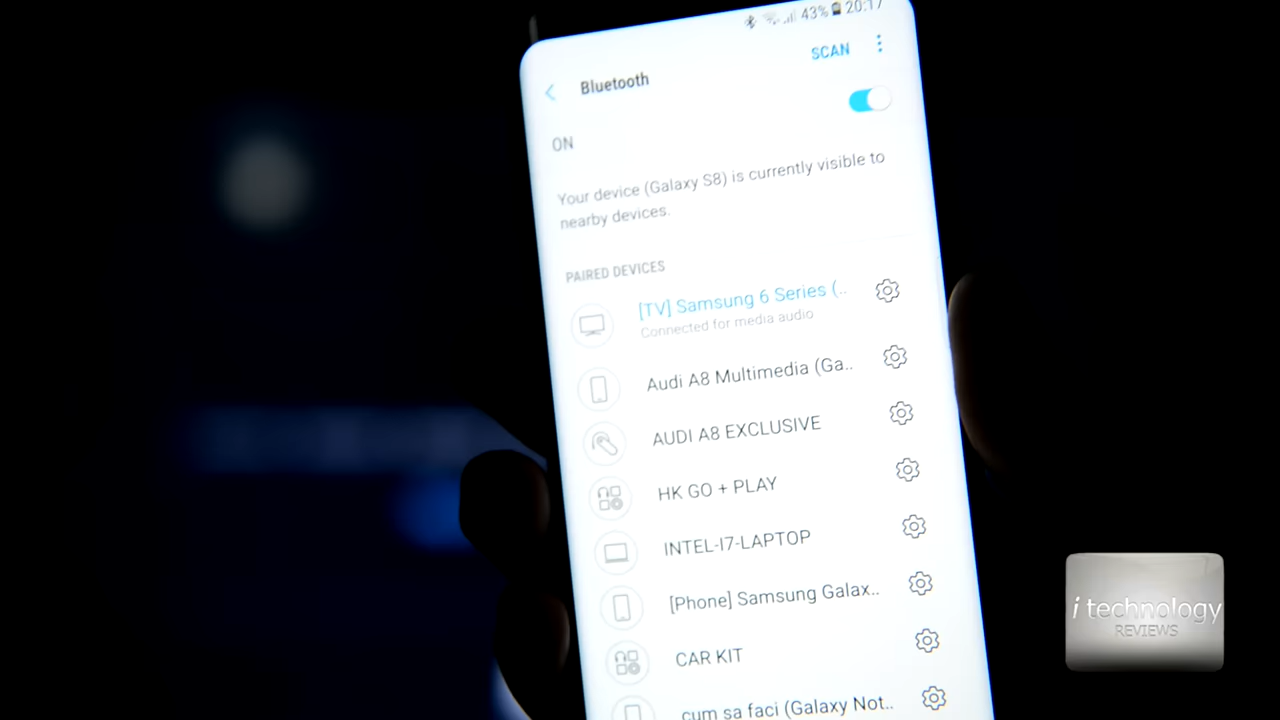 43% 20:17
Bluetooth
SCAN
ON
Your device (Galaxy S8) is currently visible to
nearby devices.
PAIRED DEVICES
[TV] Samsung 6 Series (..
Connected for media audio
Audi A8 Multimedia (Ga..
AUDI A8 EXCLUSIVE
HK GO + PLAY
INTEL-I7-LAPTOP
[Phone] Samsung Galax..
CAR KIT
cum sa faci (Galaxy Not..
i technology
REVIEWS